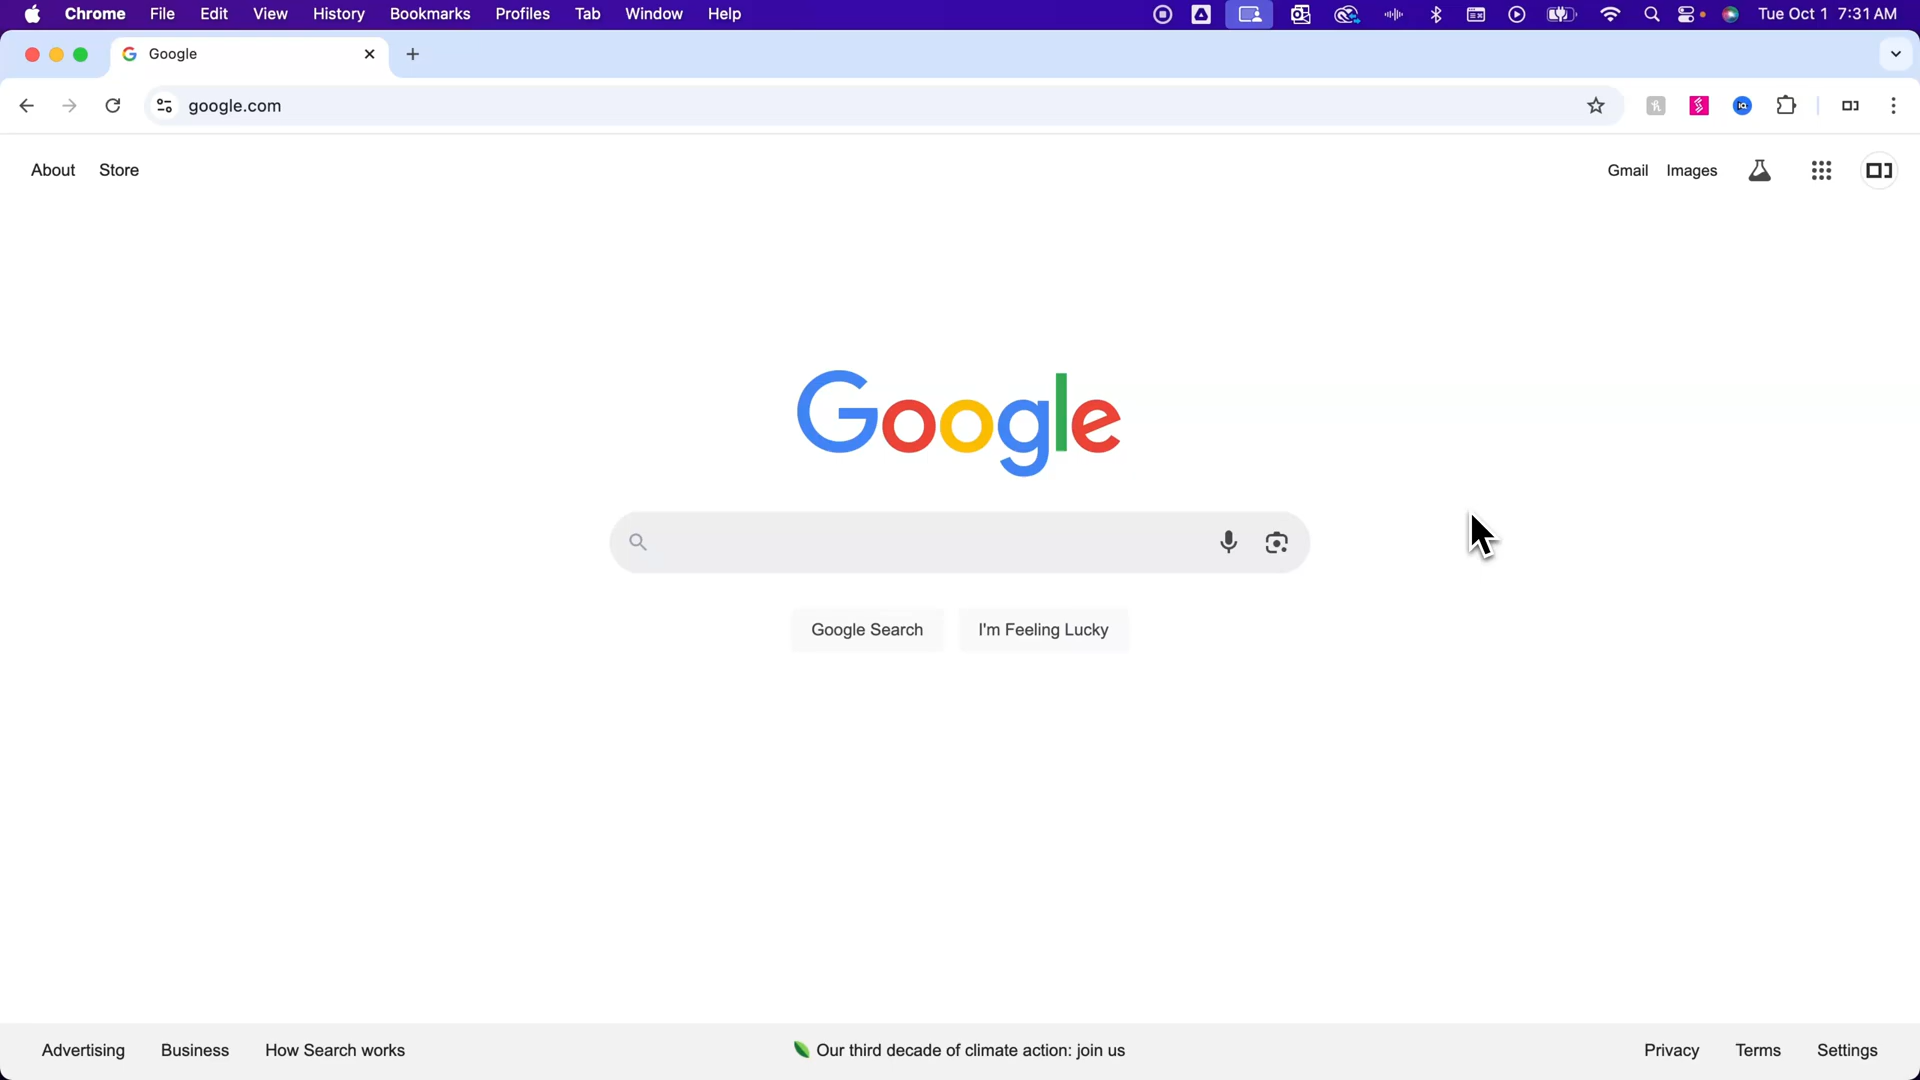 Chrome File Edit View History Bookmarks Profiles Tab Window Help Tue Oct 1 7:31 AM
Google
google.com
About Store Gmail Images
Google
Google Search I'm Feeling Lucky
Advertising Business How Search works Our third decade of climate action: join us Privacy Terms Settings